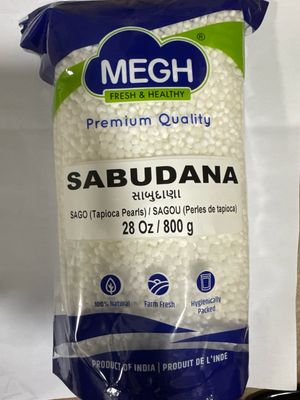 MEGH
®
FRESH & HEALTHY
Premium Quality
SABUDANA
સાબુદાણા
SAGO (Tapioca Pearls) / SAGOU (Perles de tapioca)
28 Oz / 800 g
100% Natural
Farm Fresh
Hygienically
Packed
PRODUCT OF INDIA | PRODUIT DE L'INDE